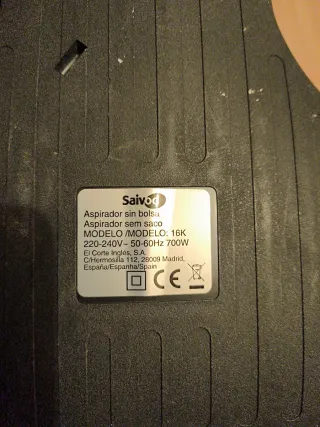 Saivod
Aspirador sin bolsa
Aspirador sem saco
MODELO /MODELO: 16K
220-240V~ 50-60Hz 700W
El Corte Inglés, S.A.
C/Hermosilla 112, 28009 Madrid,
España/Espanha/Spain
CE